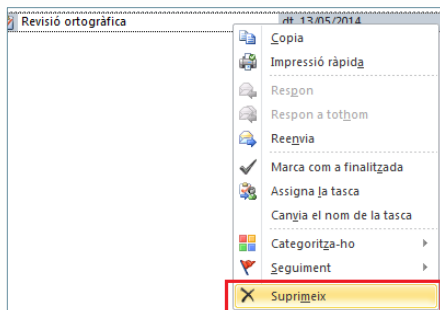 Revisió ortogràfica dt. 13/05/2014
Copia
Impressió ràpida
Respon
Respon a tothom
Reenvia
Marca com a finalitzada
Assigna la tasca
Canvia el nom de la tasca
Categoritza-ho
Seguiment
Suprimeix